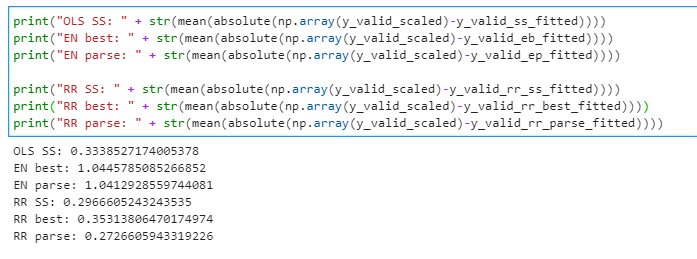 print("OLS SS: " + str(mean(absolute(np.array(y_valid_scaled)-y_valid_ss_fitted))))
print("EN best: " + str(mean(absolute(np.array(y_valid_scaled)-y_valid_eb_fitted))))
print("EN parse: " + str(mean(absolute(np.array(y_valid_scaled)-y_valid_ep_fitted))))
print("RR SS: " + str(mean(absolute(np.array(y_valid_scaled)-y_valid_rr_ss_fitted))))
print("RR best: " + str(mean(absolute(np.array(y_valid_scaled)-y_valid_rr_best_fitted))))
print("RR parse: " + str(mean(absolute(np.array(y_valid_scaled)-y_valid_rr_parse_fitted))))
OLS SS: 0.3338527174005378
EN best: 1.0445785085266852
EN parse: 1.0412928559744081
RR SS: 0.2966605243243535
RR best: 0.35313806470174974
RR parse: 0.2726605943319226